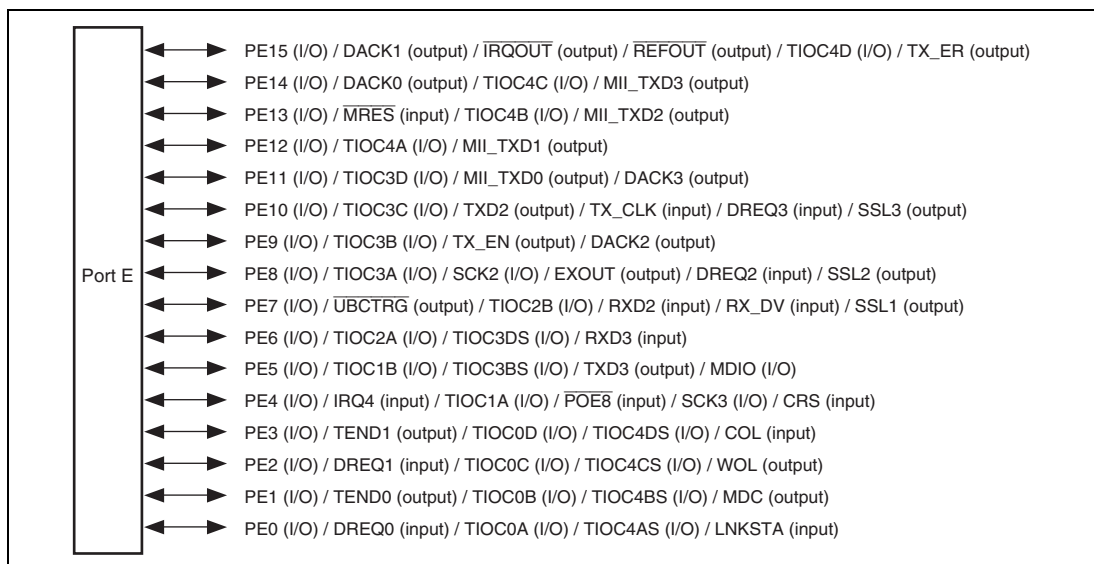 PE15 (I/O) / DACK1 (output) / IRQOUT (output) / REFOUT (output) / TIOC4D (I/O) / TX_ER (output)
PE14 (I/O) / DACK0 (output) / TIOC4C (I/O) / MII_TXD3 (output)
PE13 (I/O) / MRES (input) / TIOC4B (I/O) / MII_TXD2 (output)
PE12 (I/O) / TIOC4A (I/O) / MII_TXD1 (output)
PE11 (I/O) / TIOC3D (I/O) / MII_TXD0 (output) / DACK3 (output)
PE10 (I/O) / TIOC3C (I/O) / TXD2 (output) / TX_CLK (input) / DREQ3 (input) / SSL3 (output)
PE9 (I/O) / TIOC3B (I/O) / TX_EN (output) / DACK2 (output)
Port E
PE8 (I/O) / TIOC3A (I/O) / SCK2 (I/O) / EXOUT (output) / DREQ2 (input) / SSL2 (output)
PE7 (I/O) / UBCTRG (output) / TIOC2B (I/O) / RXD2 (input) / RX_DV (input) / SSL1 (output)
PE6 (I/O) / TIOC2A (I/O) / TIOC3DS (I/O) / RXD3 (input)
PE5 (I/O) / TIOC1B (I/O) / TIOC3BS (I/O) / TXD3 (output) / MDIO (I/O)
PE4 (I/O) / IRQ4 (input) / TIOC1A (I/O) / POE8 (input) / SCK3 (I/O) / CRS (input)
PE3 (I/O) / TEND1 (output) / TIOC0D (I/O) / TIOC4DS (I/O) / COL (input)
PE2 (I/O) / DREQ1 (input) / TIOC0C (I/O) / TIOC4CS (I/O) / WOL (output)
PE1 (I/O) / TEND0 (output) / TIOC0B (I/O) / TIOC4BS (I/O) / MDC (output)
PE0 (I/O) / DREQ0 (input) / TIOC0A (I/O) / TIOC4AS (I/O) / LNKSTA (input)